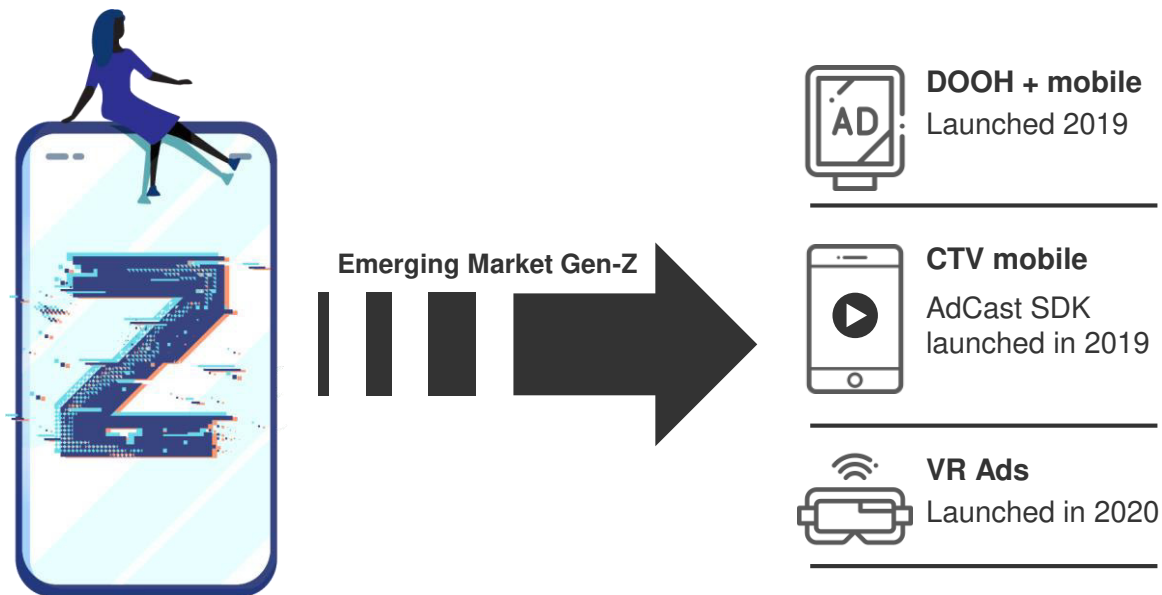 Z
Emerging Market Gen-Z
AD
DOOH + mobile
Launched 2019
CTV mobile
AdCast SDK
launched in 2019
VR Ads
Launched in 2020